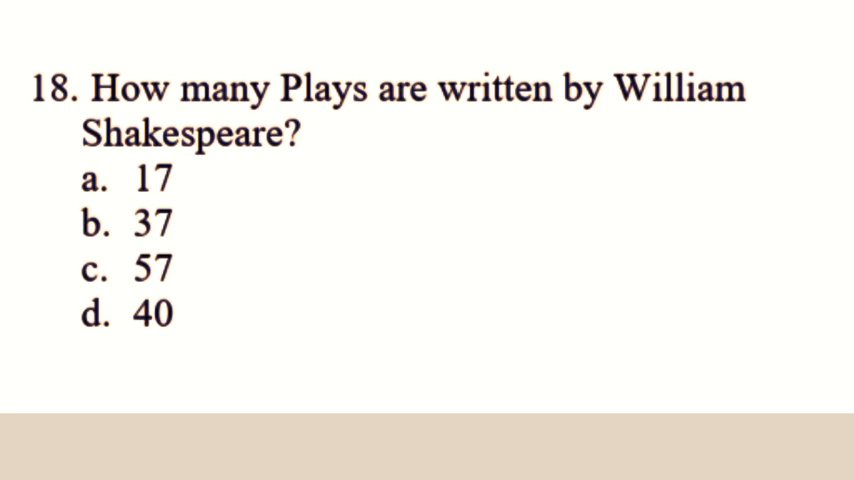 18. How many Plays are written by William
Shakespeare?
a. 17
b. 37
c. 57
d. 40